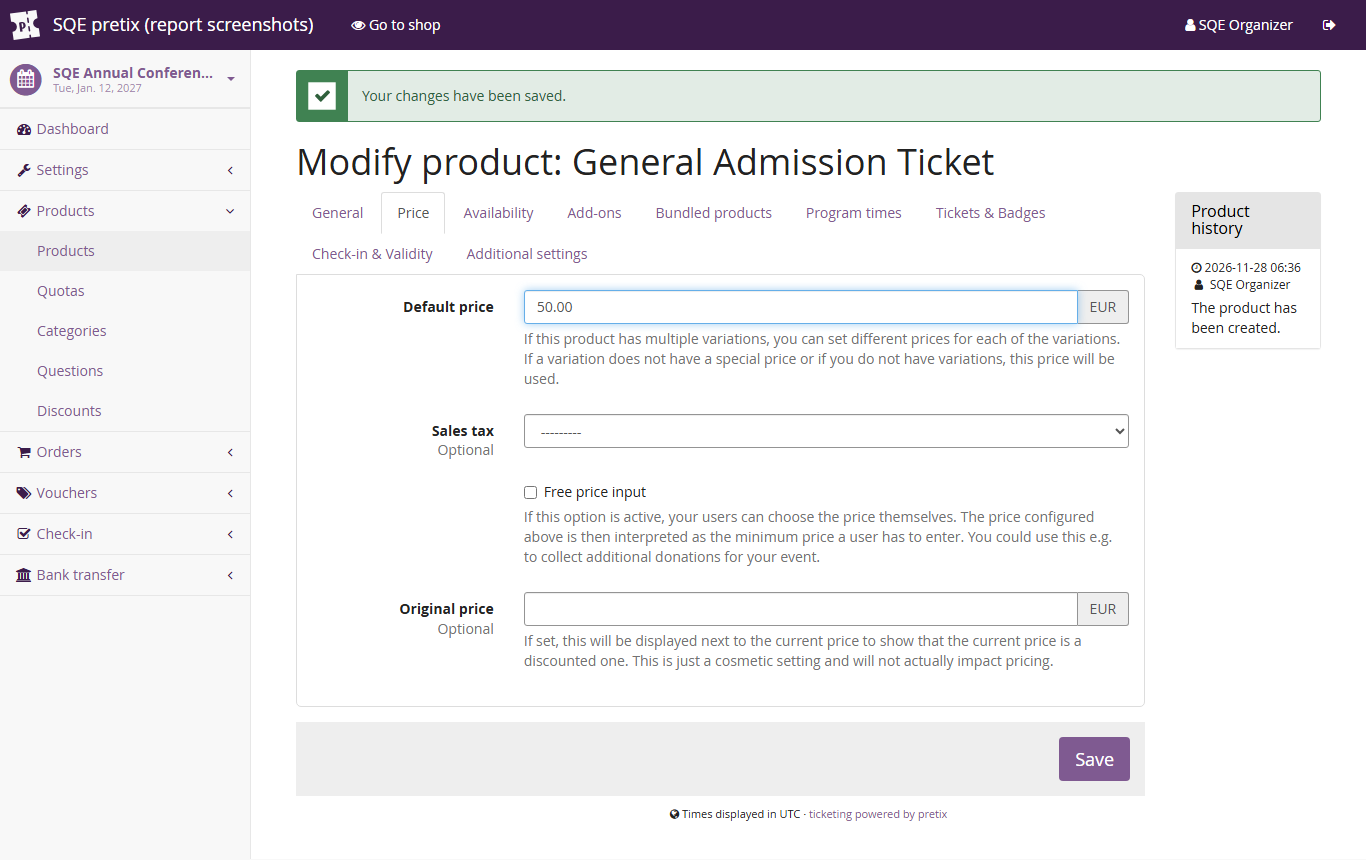 SQE pretix (report screenshots)
Go to shop
SQE Organizer
SQE Annual Conferen...
Tue, Jan. 12, 2027
Dashboard
Settings
Products
Products
Quotas
Categories
Questions
Discounts
Orders
Vouchers
Check-in
Bank transfer
Your changes have been saved.
Modify product: General Admission Ticket
General
Price
Availability
Add-ons
Bundled products
Program times
Tickets & Badges
Check-in & Validity
Additional settings
Default price
50.00
EUR
If this product has multiple variations, you can set different prices for each of the variations.
If a variation does not have a special price or if you do not have variations, this price will be
used.
Sales tax
Optional
---------
Free price input
If this option is active, your users can choose the price themselves. The price configured
above is then interpreted as the minimum price a user has to enter. You could use this e.g.
to collect additional donations for your event.
Original price
Optional
EUR
If set, this will be displayed next to the current price to show that the current price is a
discounted one. This is just a cosmetic setting and will not actually impact pricing.
Save
Product
history
2026-11-28 06:36
SQE Organizer
The product has
been created.
Times displayed in UTC · ticketing powered by pretix